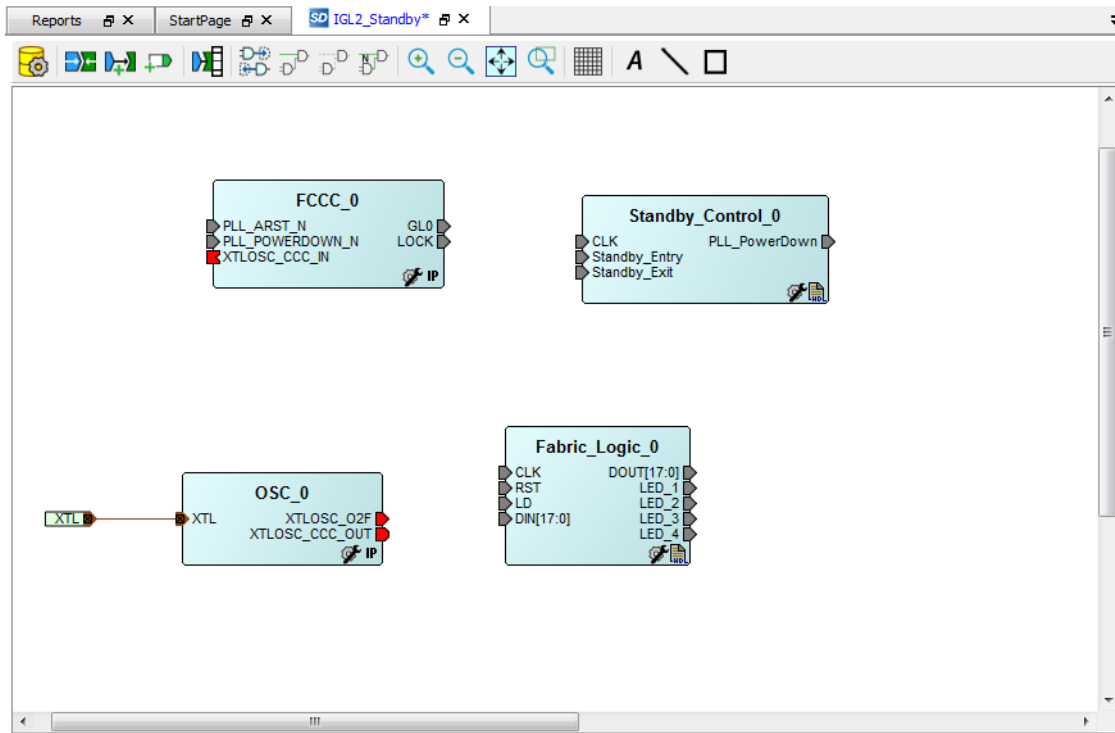 Reports StartPage SD IGL2_Standby*
N A
FCCC_0
PLL_ARST_N GL0
PLL_POWERDOWN_N LOCK
XTLOSC_CCC_IN
IP
Standby_Control_0
CLK PLL_PowerDown
Standby_Entry
Standby_Exit
HDL
OSC_0
XTL XTL XTLOSC_O2F
XTLOSC_CCC_OUT
IP
Fabric_Logic_0
CLK DOUT[17:0]
RST LED_1
LD LED_2
DIN[17:0] LED_3
LED_4
HDL